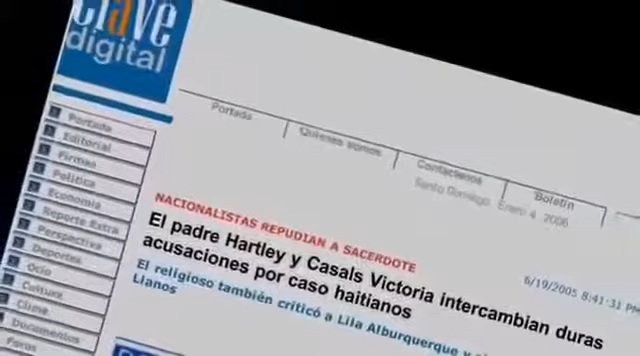 clave
digital
Portada
Quienes somos
Contactenos
Boletín
Santo Domingo, Enero 4, 2006
Portada
Editorial
Firmas
Política
Economía
Reporte Extra
Perspectiva
Deportes
Ocio
Cultura
Clima
Documentos
Foros
NACIONALISTAS REPUDIAN A SACERDOTE
6/19/2005 8:41:31 PM
El padre Hartley y Casals Victoria intercambian duras
acusaciones por caso haitianos
El religioso también criticó a Lila Alburquerque y
Llanos